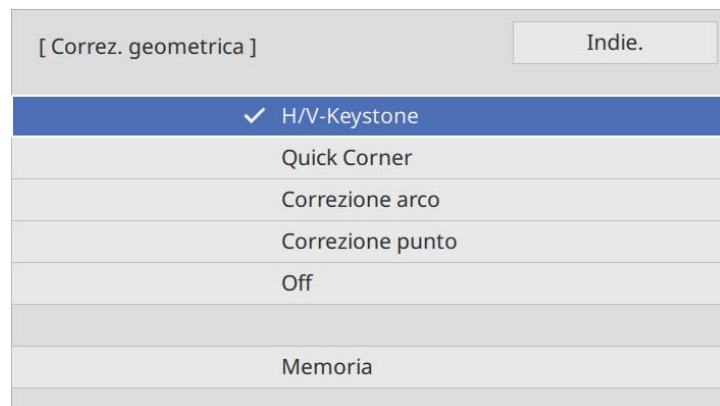 [ Correz. geometrica ]
Indie.
H/V-Keystone
Quick Corner
Correzione arco
Correzione punto
Off
Memoria